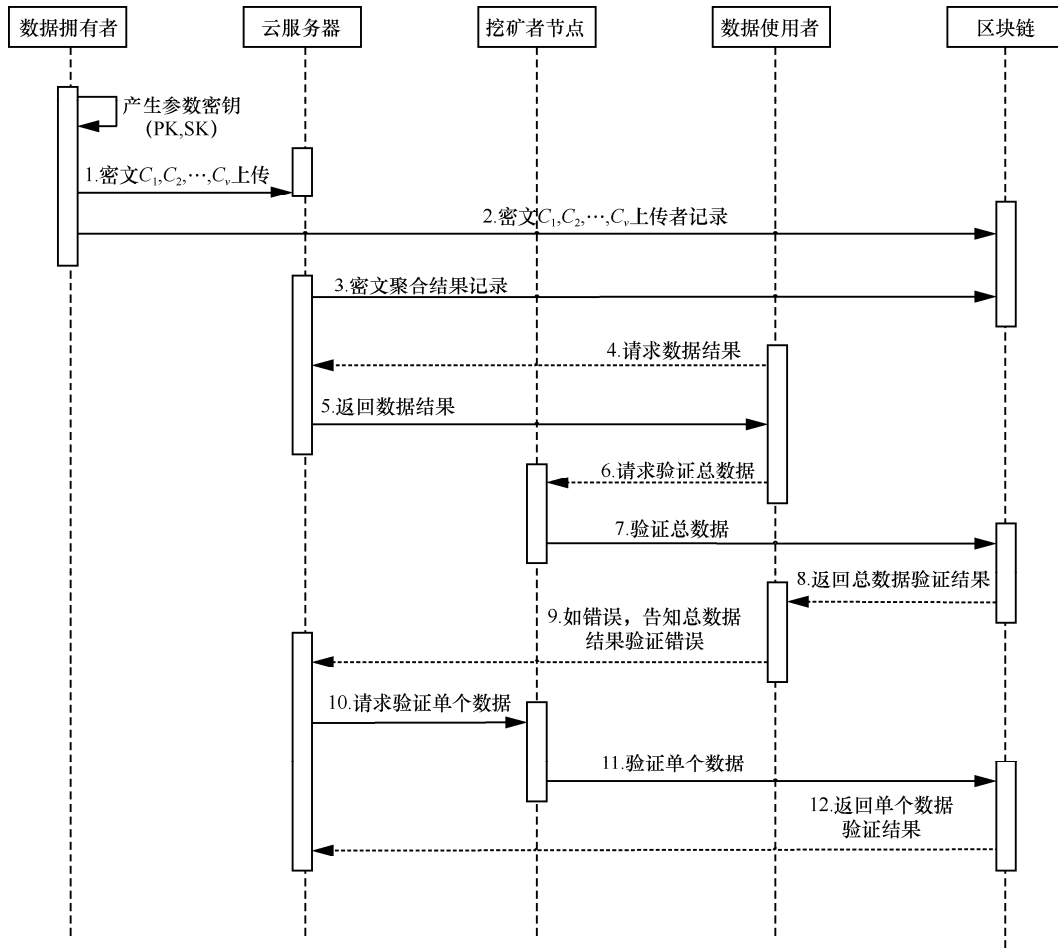 数据拥有者
云服务器
挖矿者节点
数据使用者
区块链
产生参数密钥
（PK,SK）
1.密文C₁,C₂,⋯,Cᵥ上传
2.密文C₁,C₂,⋯,Cᵥ上传者记录
3.密文聚合结果记录
4.请求数据结果
5.返回数据结果
6.请求验证总数据
7.验证总数据
8.返回总数据验证结果
9.如错误，告知总数据
结果验证错误
10.请求验证单个数据
11.验证单个数据
12.返回单个数据
验证结果